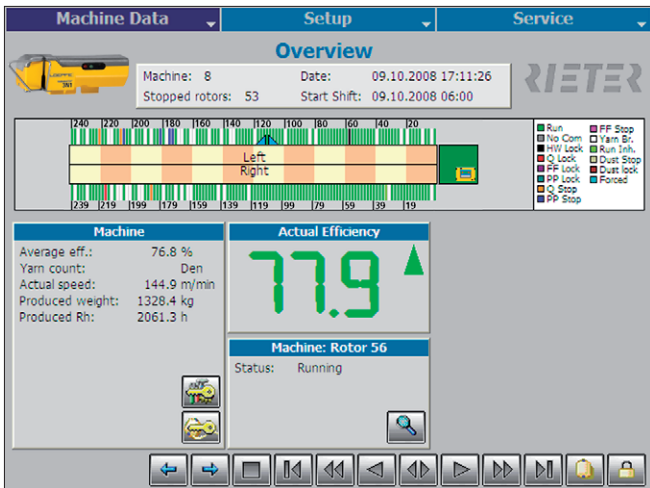 Machine Data Setup Service
Overview
Machine: 8 Date: 09.10.2008 17:11:26
Stopped rotors: 53 Start Shift: 09.10.2008 06:00
RIETER
240 220 200 180 160 140 120 100 80 60 40 20
Left
Right
239 219 199 179 159 139 119 99 79 59 39 19
Run FF Stop
No Com Yarn Br.
HW Lock Run Inh.
Q Lock Dust Stop
FF Lock Dust lock
PP Lock Forced
Q Stop
PP Stop
Machine
Average eff.: 76.8 %
Yarn count: Den
Actual speed: 144.9 m/min
Produced weight: 1328.4 kg
Produced Rh: 2061.3 h
Actual Efficiency
77.9
Machine: Rotor 56
Status: Running